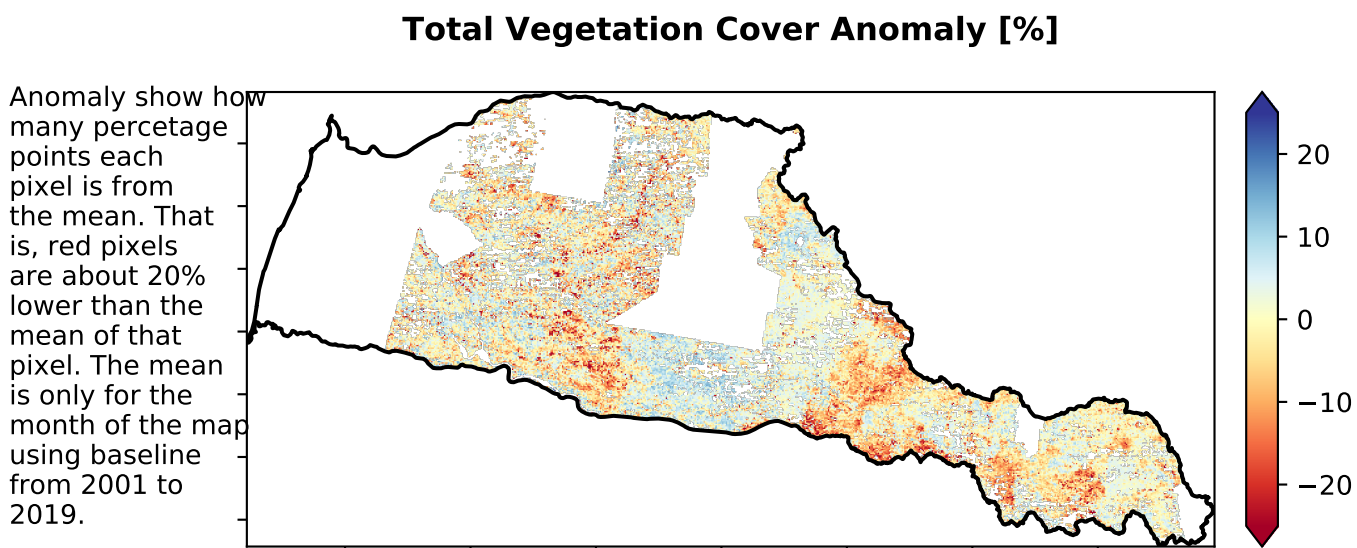 Total Vegetation Cover Anomaly [%]
Anomaly show how
many percetage
points each
pixel is from
the mean. That
is, red pixels
are about 20%
lower than the
mean of that
pixel. The mean
is only for the
month of the map
using baseline
from 2001 to
2019.
20
10
0
−10
−20